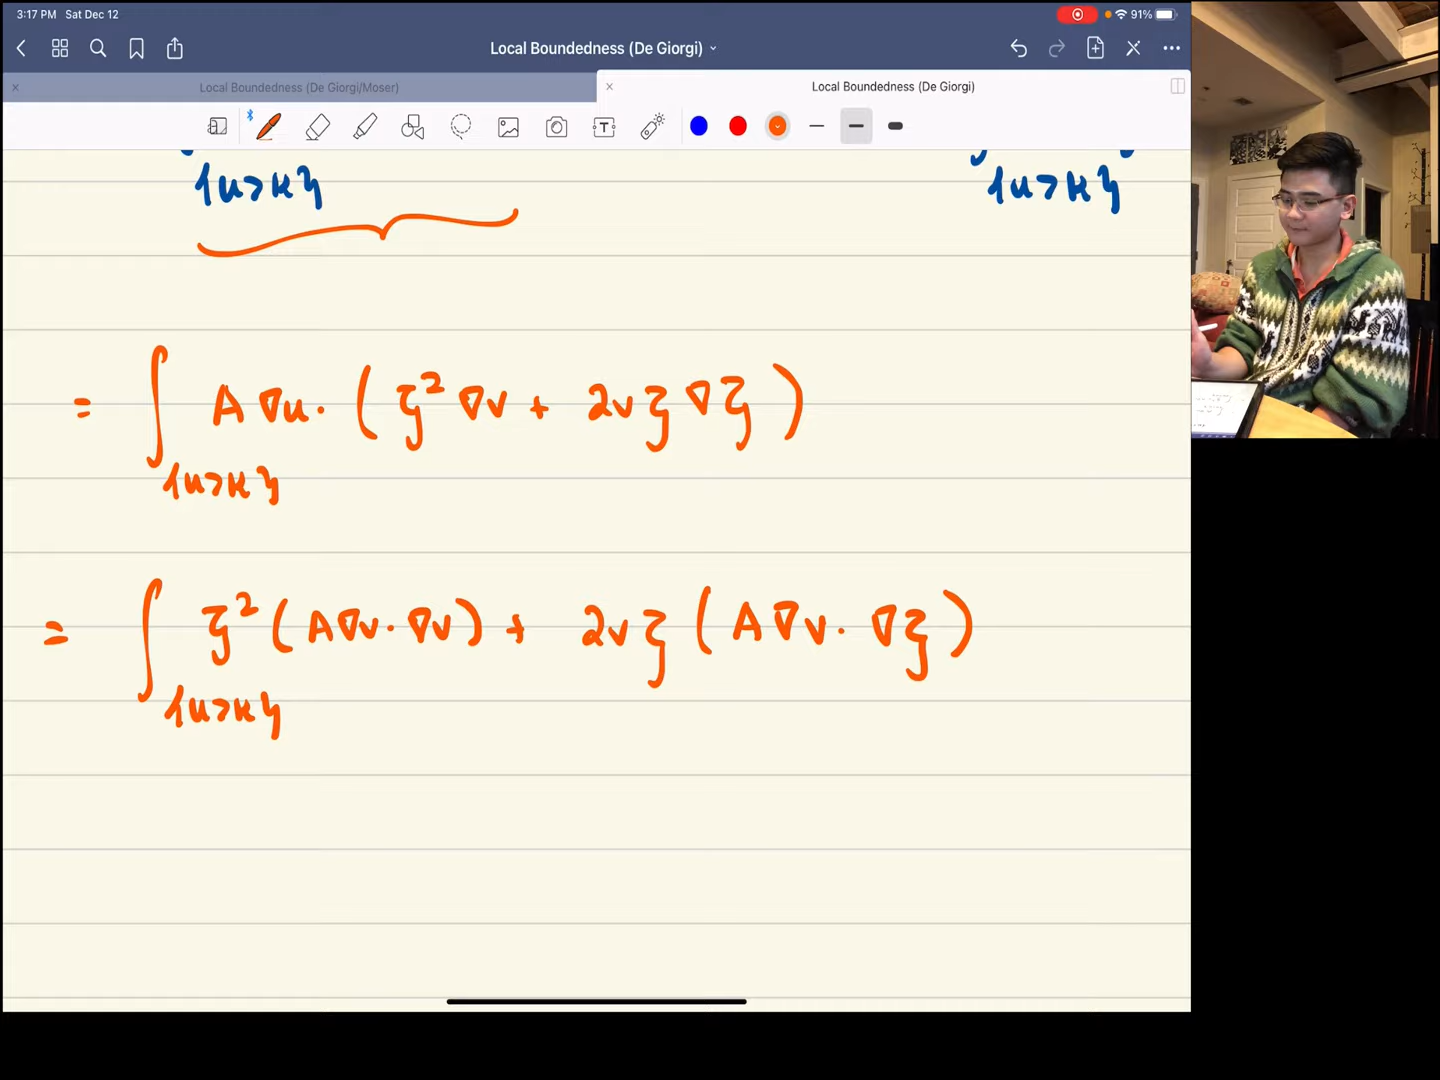 3:17 PM Sat Dec 12
91%
Local Boundedness (De Giorgi)
Local Boundedness (De Giorgi/Moser)
Local Boundedness (De Giorgi)
{u>k} {u>k}
= ∫ A∇u · (ξ² ∇v + 2vξ∇ξ)
{u>k}
= ∫ ξ² (A∇v · ∇v) + 2vξ (A∇v · ∇ξ)
{u>k}